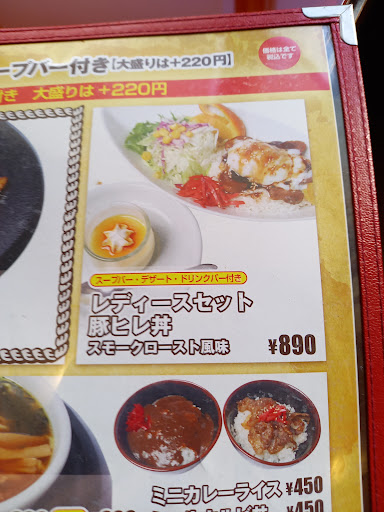 ープバー付き【大盛りは+220円】
価格は全て
税込です
付き 大盛りは +220円
スープバー・デザート・ドリンクバー付き
レディースセット
豚ヒレ丼
スモークロースト風味
¥890
ミニカレーライス ¥450
¥450